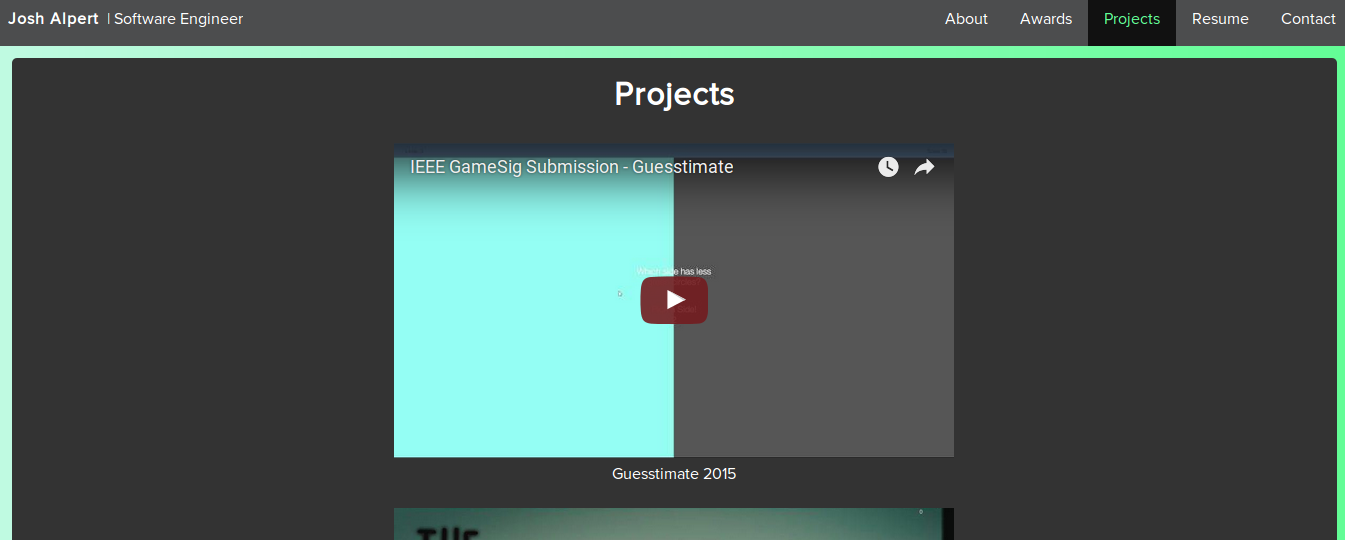 Josh Alpert | Software Engineer
About Awards Projects Resume Contact
Projects
IEEE GameSig Submission - Guesstimate
Which side has less
Guesstimate 2015
THE